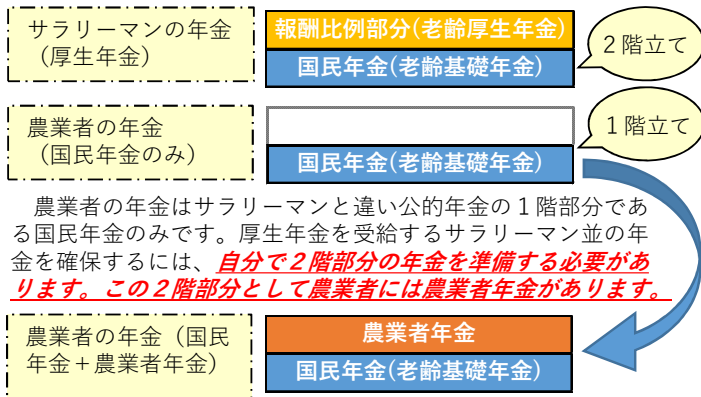 サラリーマンの年金
（厚生年金）
報酬比例部分(老齢厚生年金)
国民年金(老齢基礎年金)
２階立て
農業者の年金
（国民年金のみ）
国民年金(老齢基礎年金)
１階立て
農業者の年金はサラリーマンと違い公的年金の１階部分であ
る国民年金のみです。厚生年金を受給するサラリーマン並の年
金を確保するには、自分で２階部分の年金を準備する必要があ
ります。この２階部分として農業者には農業者年金があります。
農業者の年金（国民
年金＋農業者年金）
農業者年金
国民年金(老齢基礎年金)